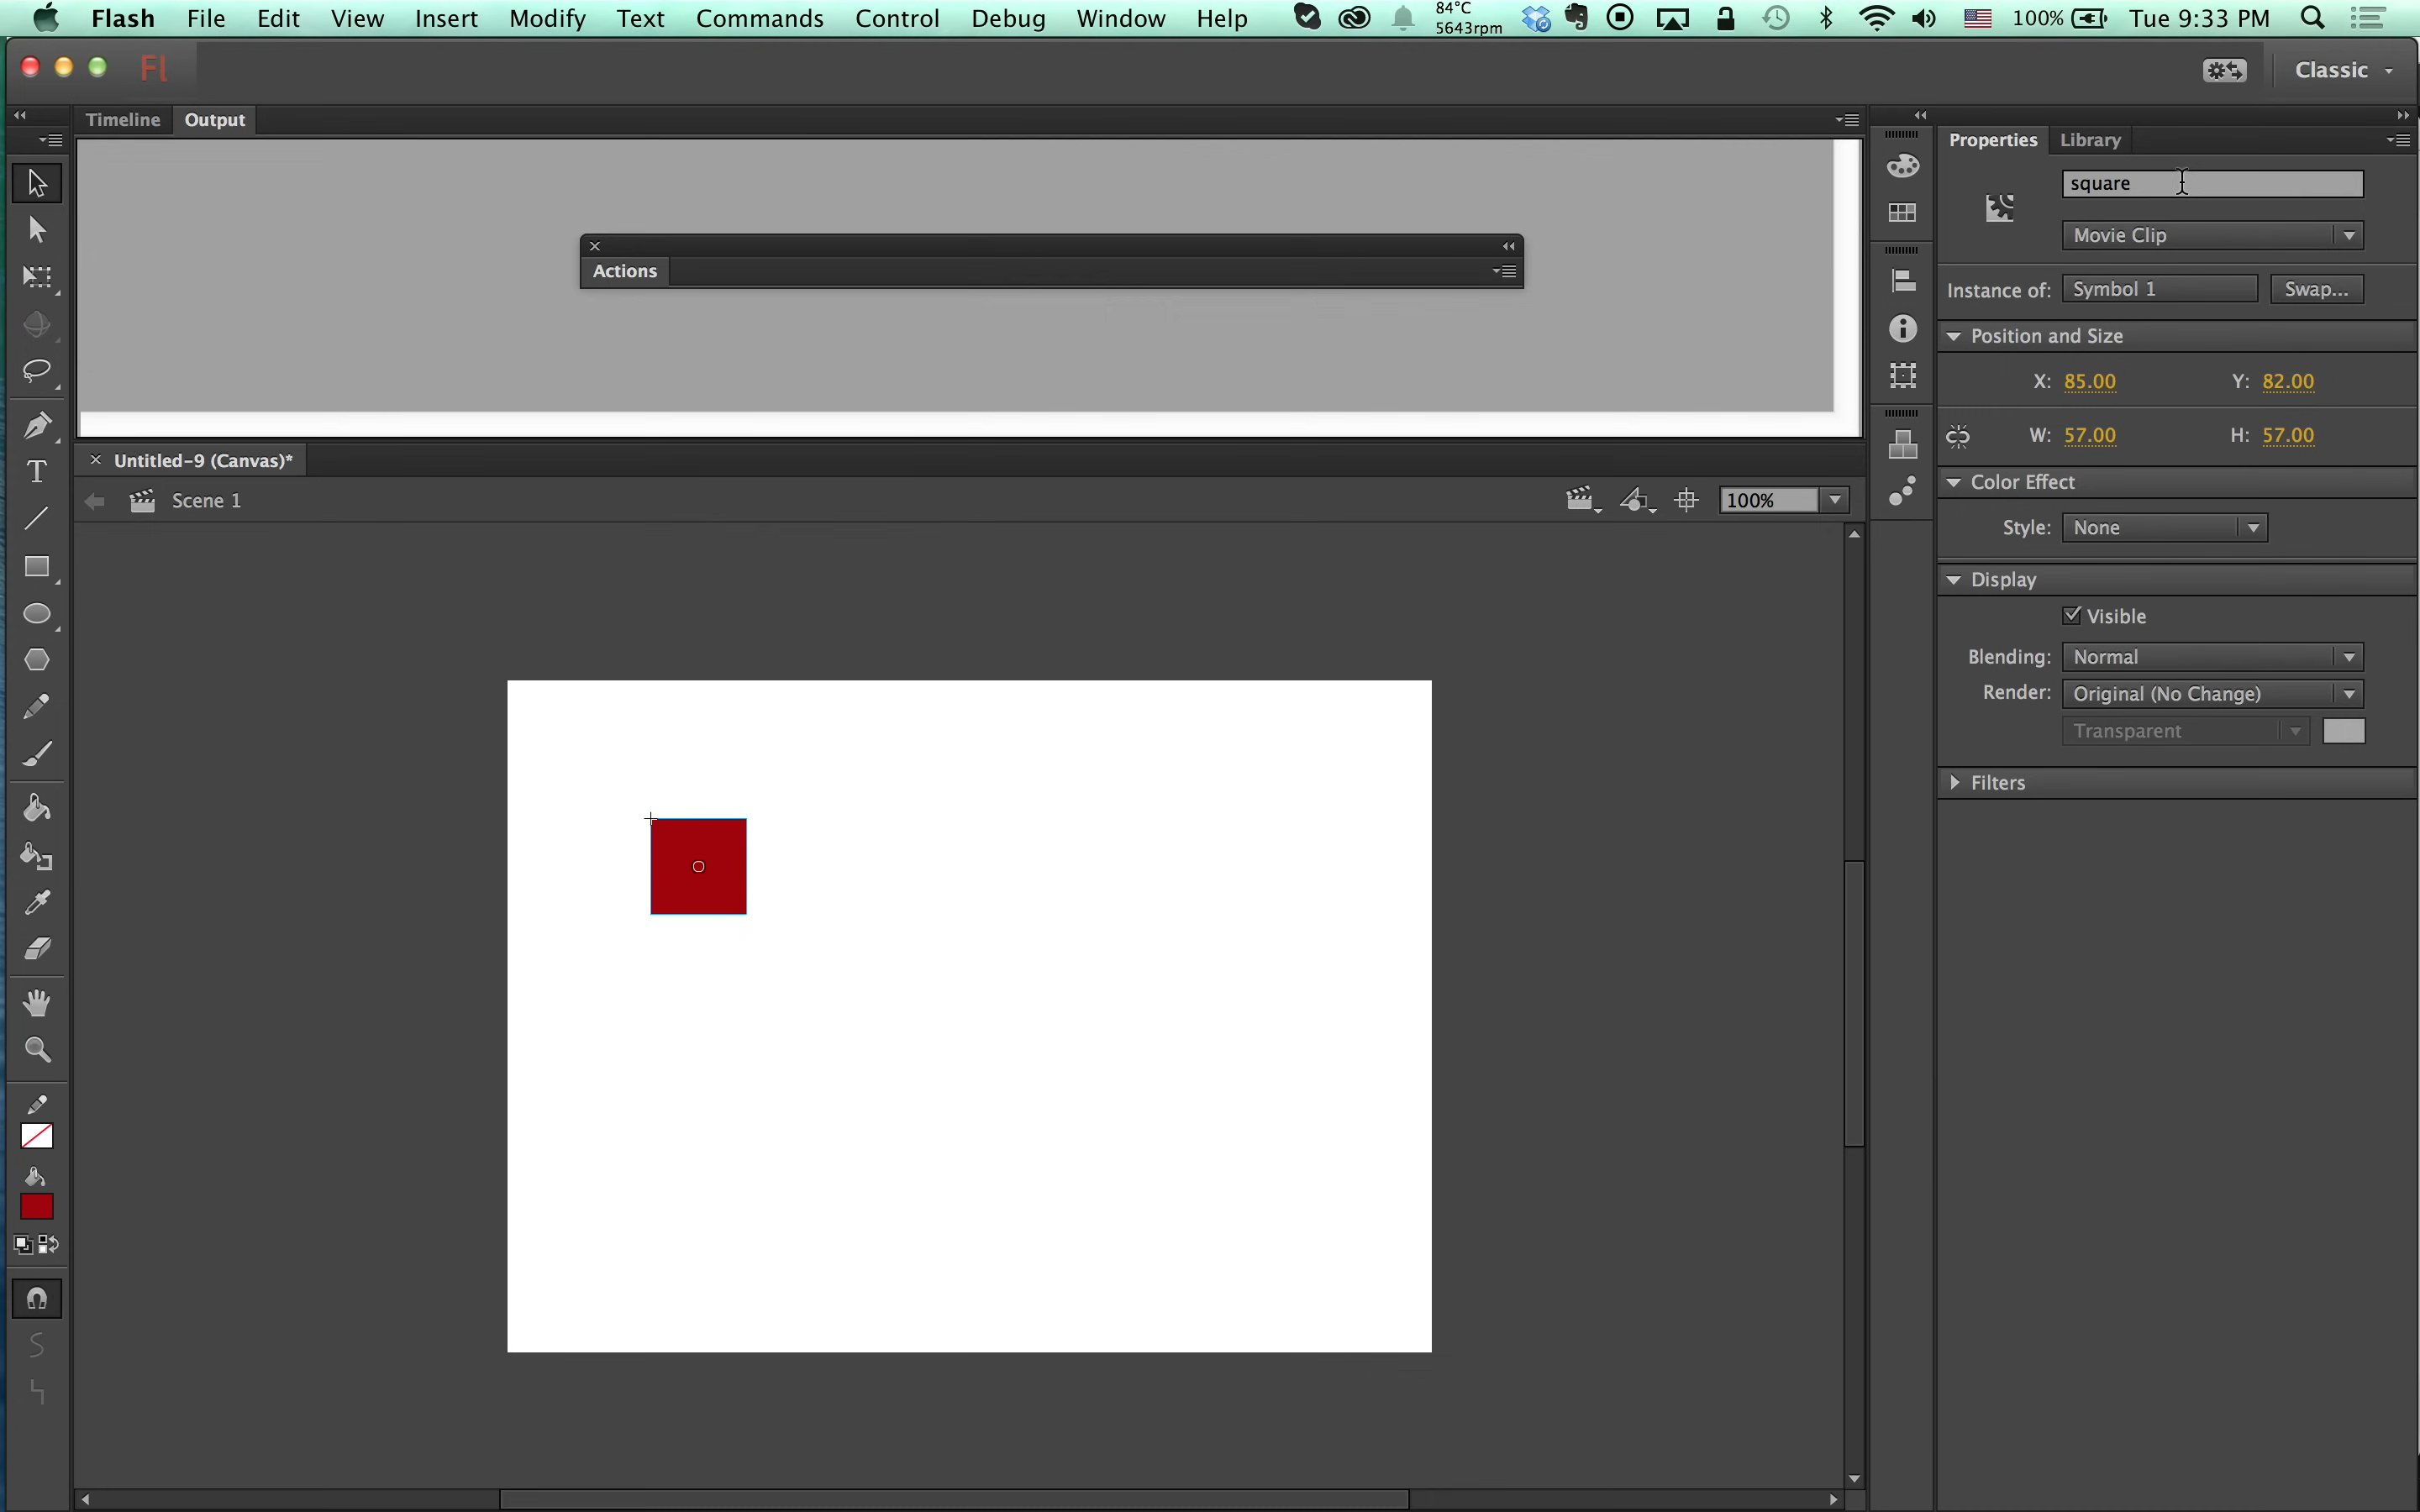 Flash File Edit View Insert Modify Text Commands Control Debug Window Help 84°C 5643rpm 100% Tue 9:33 PM
Fl Classic
Timeline Output
Properties Library
square
Movie Clip
Actions
Instance of: Symbol 1 Swap...
Position and Size
X: 85.00 Y: 82.00
W: 57.00 H: 57.00
Untitled-9 (Canvas)*
Scene 1 100%
Color Effect
Style: None
Display
Visible
Blending: Normal
Render: Original (No Change)
Transparent
Filters